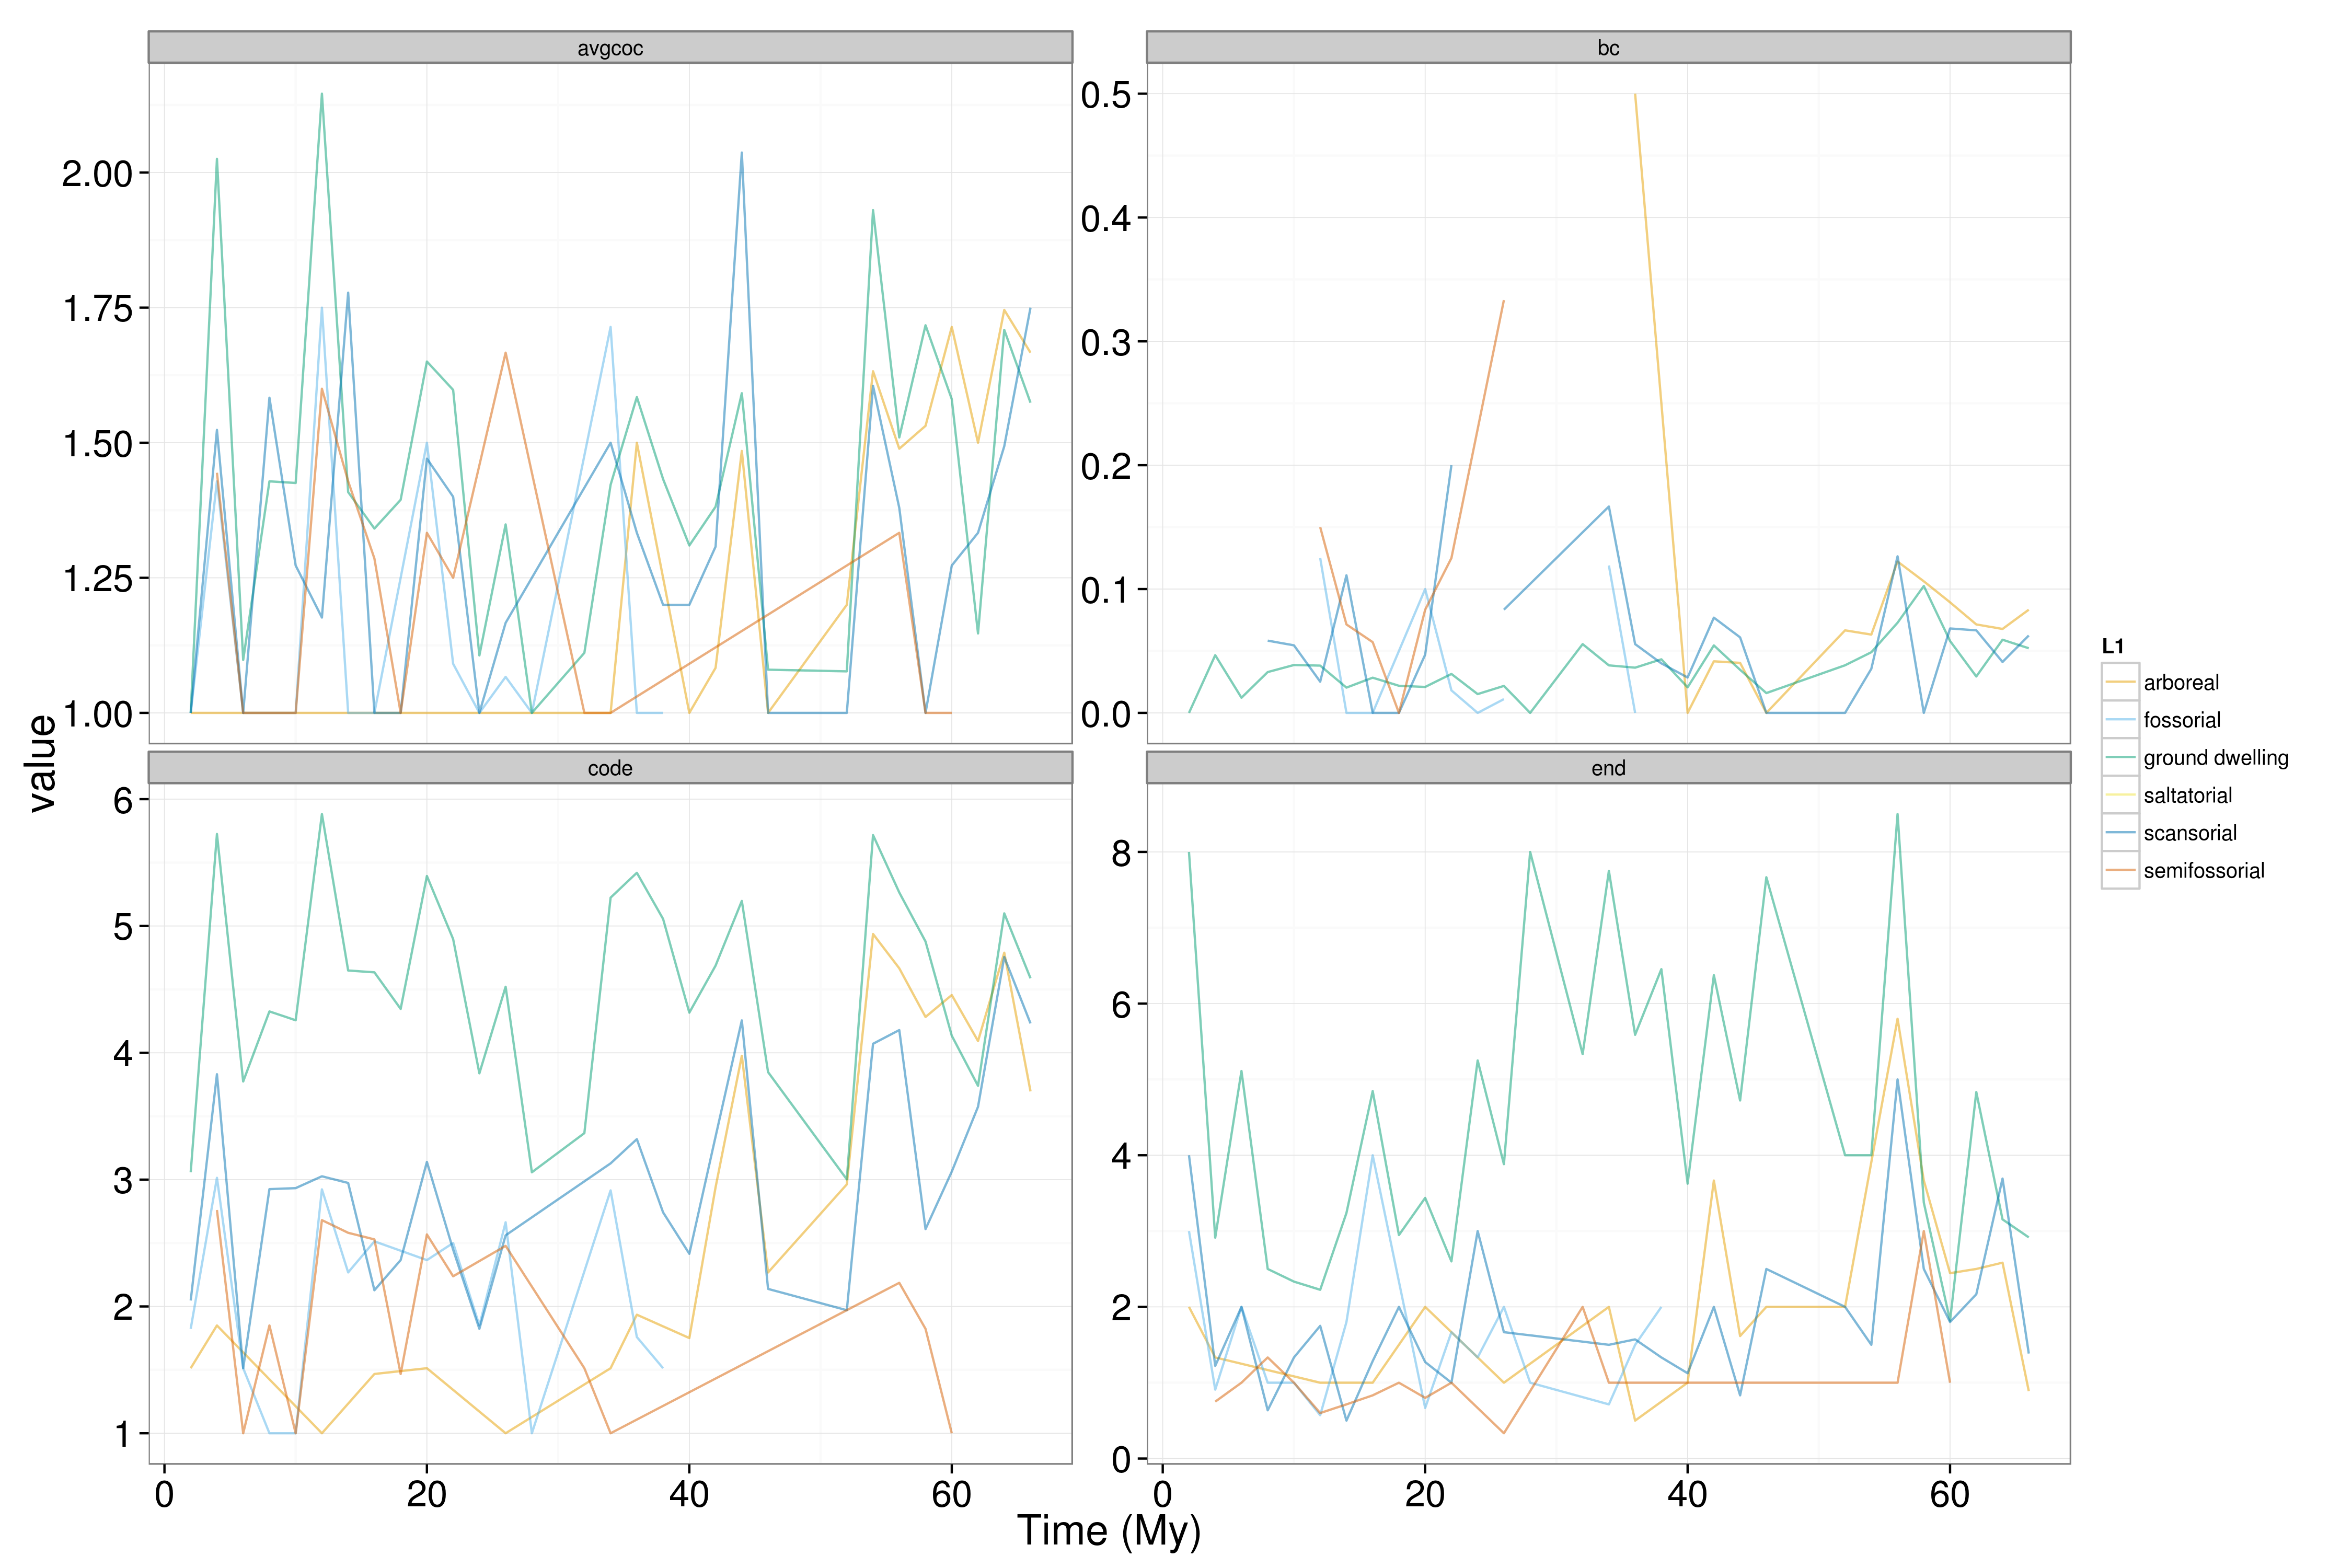 avgcoc
bc
2.00
1.75
1.50
1.25
1.00
0.5
0.4
0.3
0.2
0.1
0.0
value
code
end
6
5
4
3
2
1
8
6
4
2
0
0 20 40 60
0 20 40 60
Time (My)
L1
arboreal
fossorial
ground dwelling
saltatorial
scansorial
semifossorial